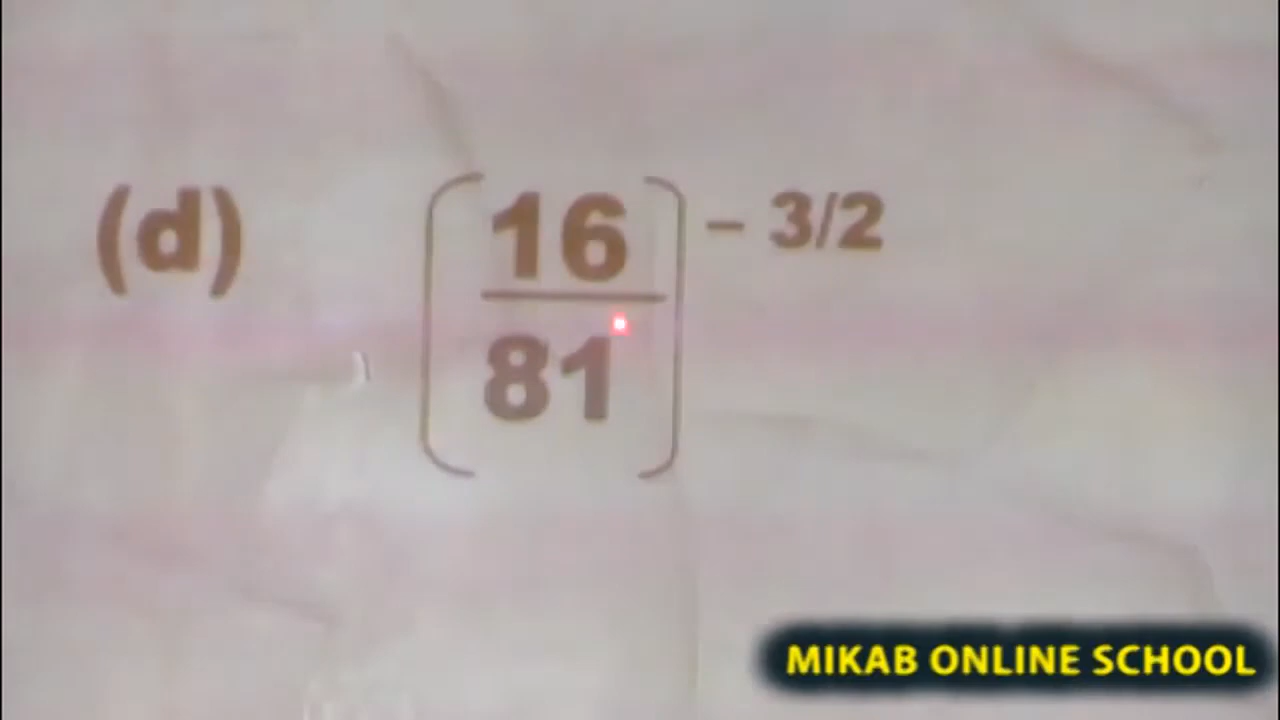 (d) (16/81) – 3/2
MIKAB ONLINE SCHOOL